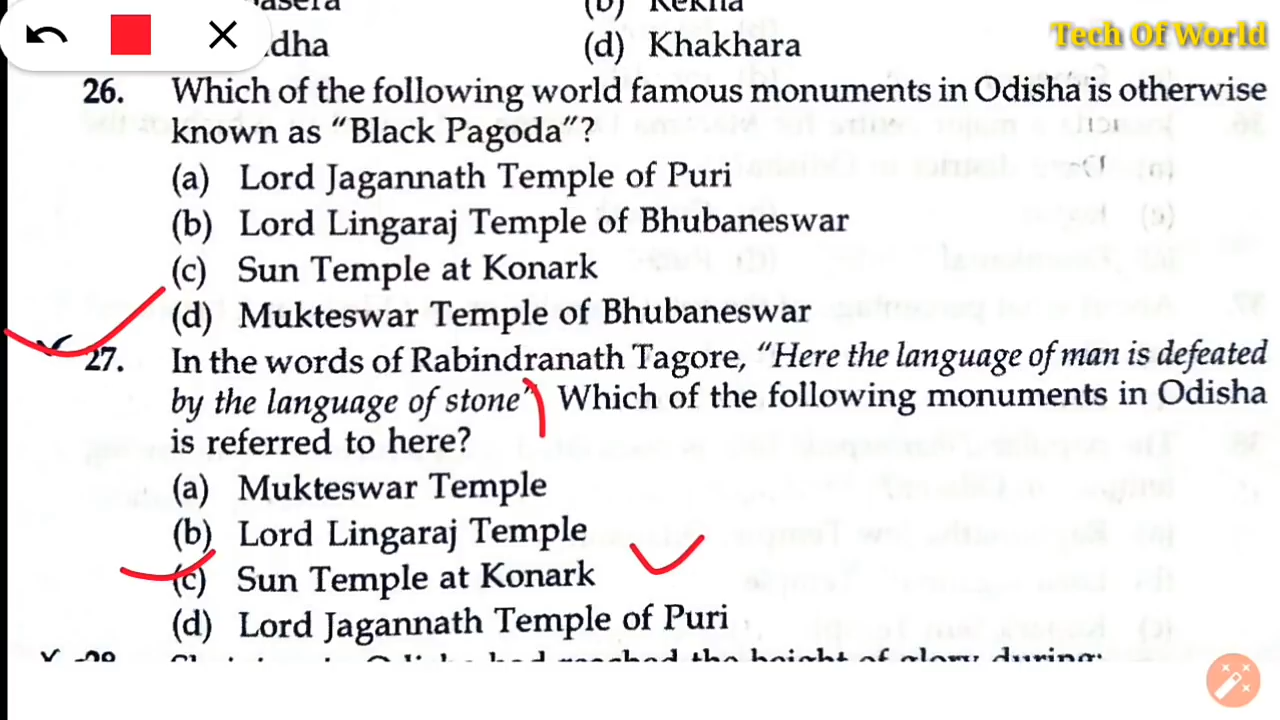 (b) Rekha
dha
(d) Khakhara
Tech Of World
26. Which of the following world famous monuments in Odisha is otherwise
known as “Black Pagoda”?
(a) Lord Jagannath Temple of Puri
(b) Lord Lingaraj Temple of Bhubaneswar
(c) Sun Temple at Konark
(d) Mukteswar Temple of Bhubaneswar
27. In the words of Rabindranath Tagore, “Here the language of man is defeated
by the language of stone” Which of the following monuments in Odisha
is referred to here?
(a) Mukteswar Temple
(b) Lord Lingaraj Temple
(c) Sun Temple at Konark
(d) Lord Jagannath Temple of Puri